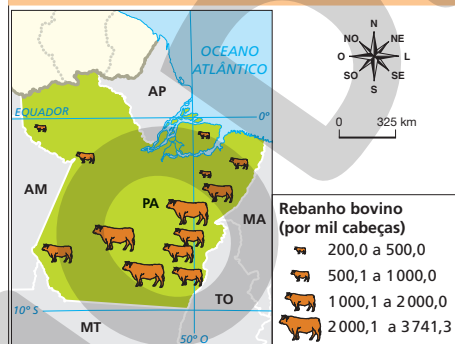 OCEANO
ATLÂNTICO
AP
EQUADOR
0°
AM
PA
MA
TO
10° S
MT
50° O
N
NO
NE
O
L
SO
SE
S
0
325 km
Rebanho bovino
(por mil cabeças)
200,0 a 500,0
500,1 a 1000,0
1 000,1 a 2 000,0
2 000,1 a 3 741,3